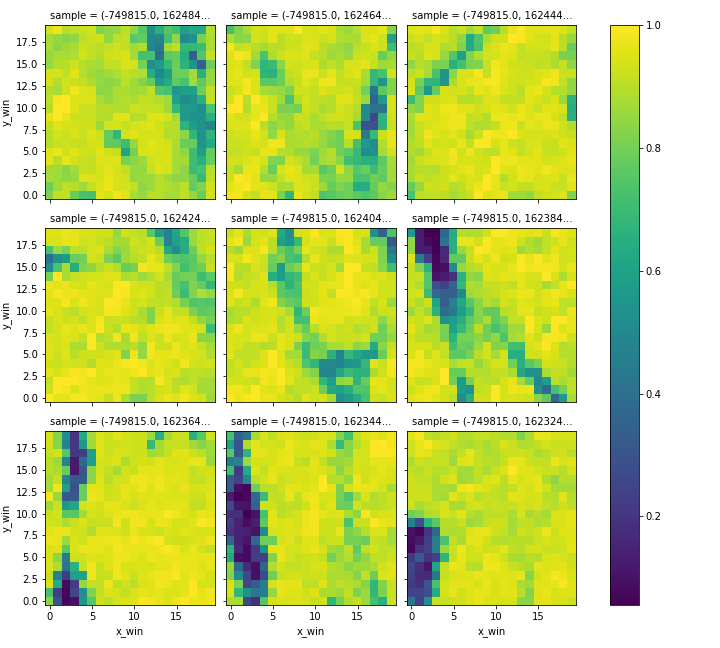 sample = (-749815.0, 162484...
sample = (-749815.0, 162464...
sample = (-749815.0, 162444...
1.0
17.5
15.0
12.5
10.0
7.5
5.0
2.5
0.0
y_win
0.8
sample = (-749815.0, 162424...
sample = (-749815.0, 162404...
sample = (-749815.0, 162384...
17.5
15.0
12.5
10.0
7.5
5.0
2.5
0.0
y_win
0.6
0.4
sample = (-749815.0, 162364...
sample = (-749815.0, 162344...
sample = (-749815.0, 162324...
17.5
15.0
12.5
10.0
7.5
5.0
2.5
0.0
y_win
0.2
0 5 10 15
0 5 10 15
0 5 10 15
x_win
x_win
x_win